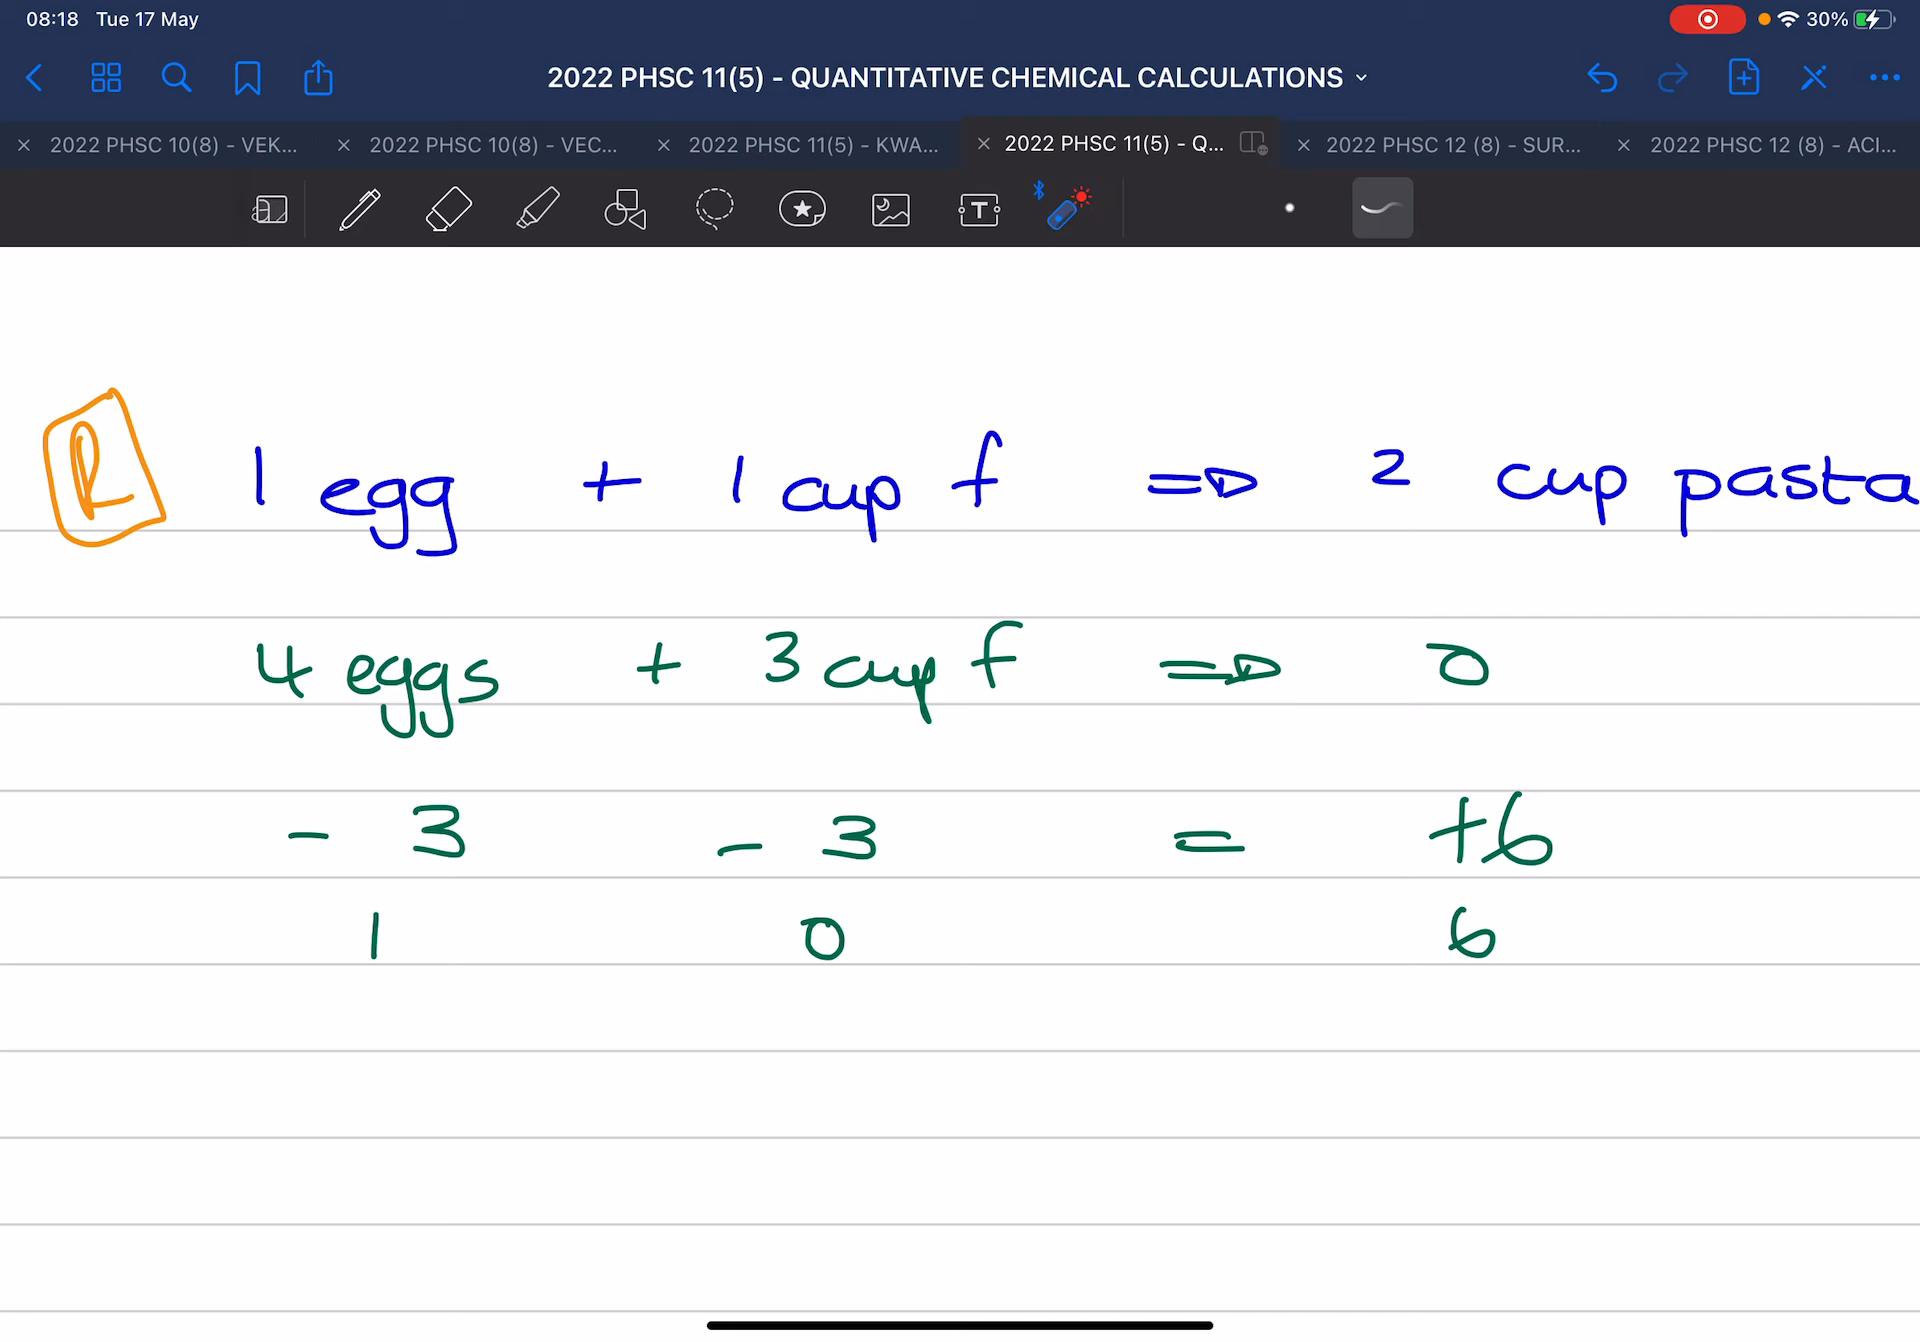 08:18 Tue 17 May 30%
2022 PHSC 11(5) - QUANTITATIVE CHEMICAL CALCULATIONS
2022 PHSC 10(8) - VEK... 2022 PHSC 10(8) - VEC... 2022 PHSC 11(5) - KWA... 2022 PHSC 11(5) - Q... 2022 PHSC 12 (8) - SUR... 2022 PHSC 12 (8) - ACI...
T
R 1 egg + 1 cup f => 2 cup pasta
4 eggs + 3 cup f => 0
- 3 - 3 = +6
1 0 6